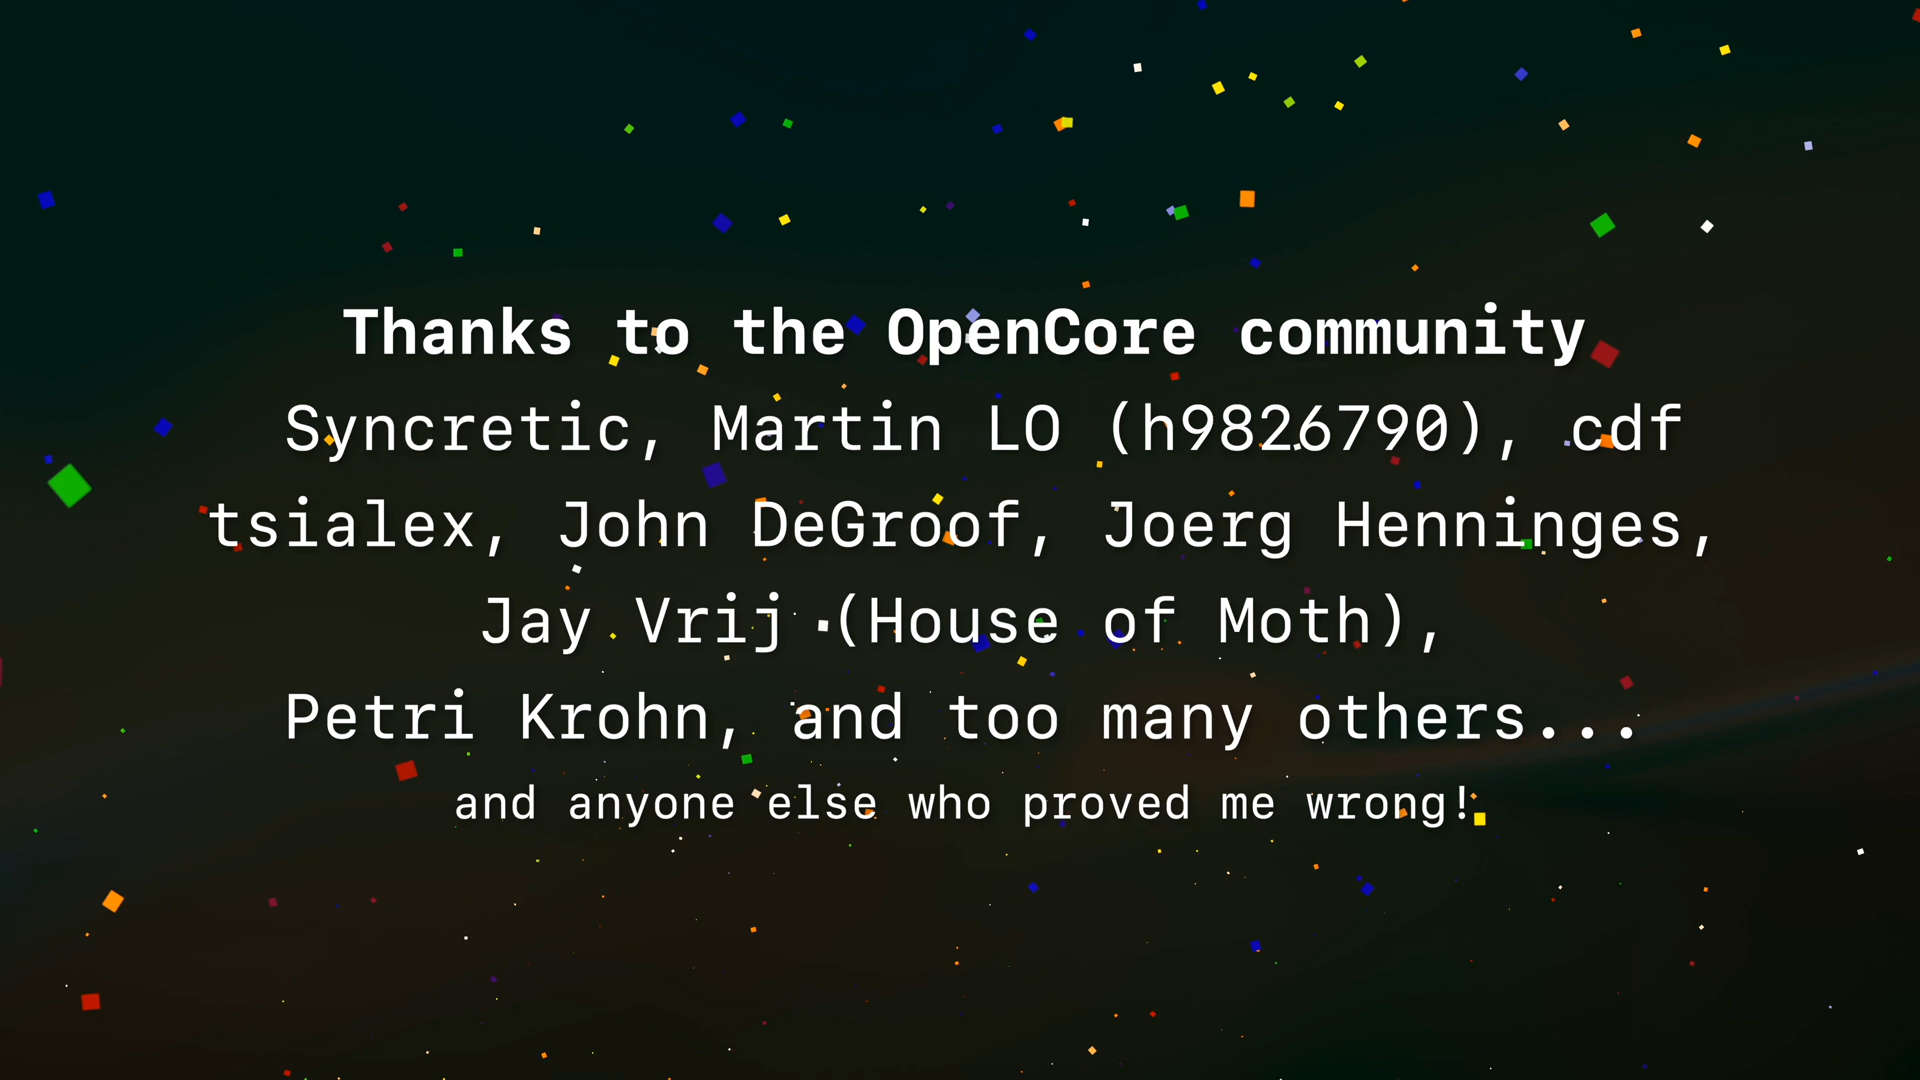 Thanks to the OpenCore community
Syncretic, Martin LO (h9826790), cdf
tsialex, John DeGroof, Joerg Henninges,
Jay Vrij (House of Moth),
Petri Krohn, and too many others...
and anyone else who proved me wrong!